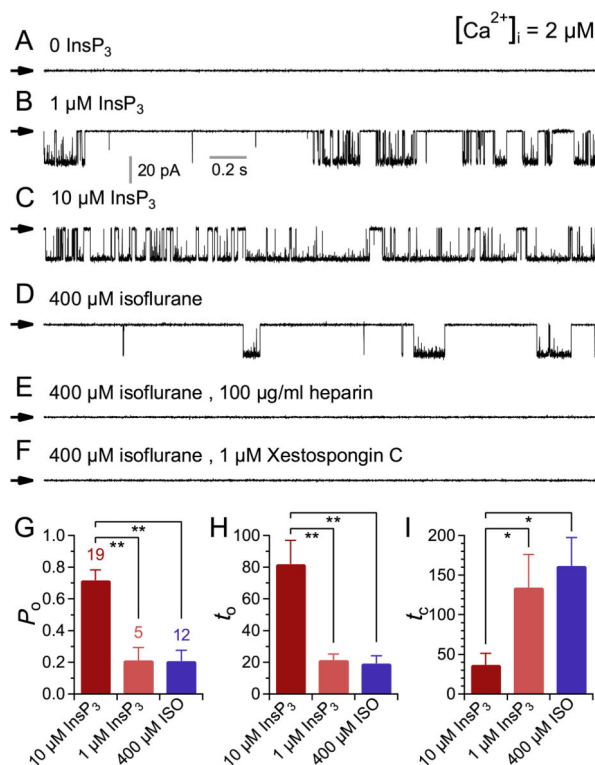 A
0 InsP₃
[Ca²⁺]ᵢ = 2 µM
B
1 µM InsP₃
20 pA
0.2 s
C
10 µM InsP₃
D
400 µM isoflurane
E
400 µM isoflurane , 100 µg/ml heparin
F
400 µM isoflurane , 1 µM Xestospongin C
G
Pₒ
1.0
0.8
0.6
0.4
0.2
0.0
**
**
19
5
12
10 µM InsP₃
1 µM InsP₃
400 µM ISO
H
tₒ
100
80
60
40
20
0
**
**
10 µM InsP₃
1 µM InsP₃
400 µM ISO
I
t꜀
200
150
100
50
0
*
*
10 µM InsP₃
1 µM InsP₃
400 µM ISO